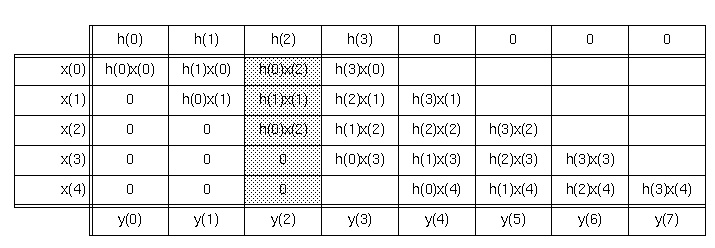 h(0) h(1) h(2) h(3) 0 0 0 0
x(0) h(0)x(0) h(1)x(0) h(0)x(2) h(3)x(0)
x(1) 0 h(0)x(1) h(1)x(1) h(2)x(1) h(3)x(1)
x(2) 0 0 h(0)x(2) h(1)x(2) h(2)x(2) h(3)x(2)
x(3) 0 0 0 h(0)x(3) h(1)x(3) h(2)x(3) h(3)x(3)
x(4) 0 0 0 h(0)x(4) h(1)x(4) h(2)x(4) h(3)x(4)
y(0) y(1) y(2) y(3) y(4) y(5) y(6) y(7)